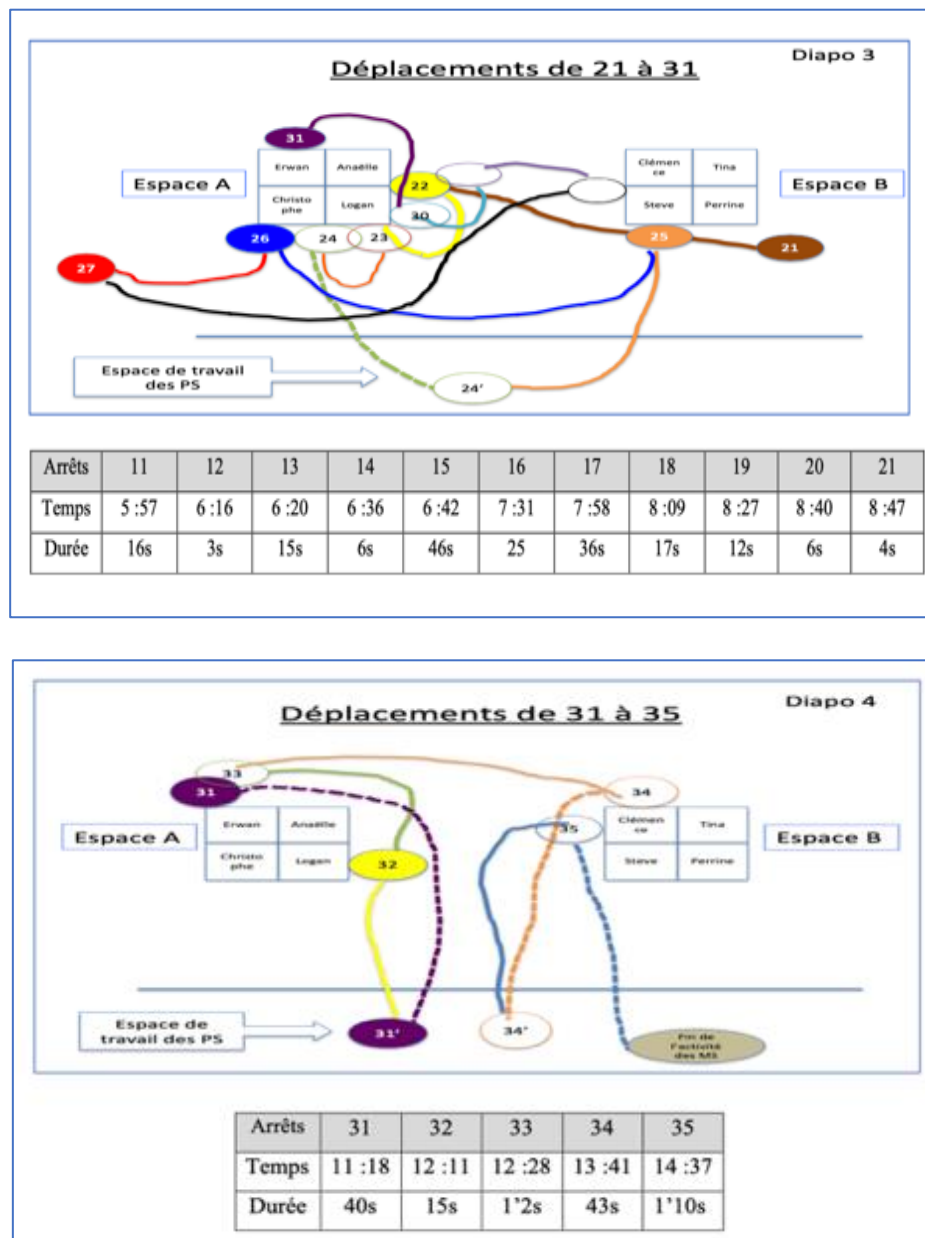 Diapo 3
Déplacements de 21 à 31
31
Erwan Anaëlle
Clémen
ce
Tina
Espace A
22
Espace B
Christo
phe
Logan
30
Steve Perrine
26 24 23 25 21
27
Espace de travail
des PS
24'
Arrêts 11 12 13 14 15 16 17 18 19 20 21
Temps 5 :57 6 :16 6 :20 6 :36 6 :42 7 :31 7 :58 8 :09 8 :27 8 :40 8 :47
Durée 16s 3s 15s 6s 46s 25 36s 17s 12s 6s 4s
Diapo 4
Déplacements de 31 à 35
33
31 34
Erwan Anaëlle
Clémen
ce
Tina
Espace A
35
Espace B
Christo
phe
Logan
32
Steve Perrine
Espace de
travail des PS
31' 34'
Fin de
l'activité
des MS
Arrêts 31 32 33 34 35
Temps 11 :18 12 :11 12 :28 13 :41 14 :37
Durée 40s 15s 1'2s 43s 1'10s